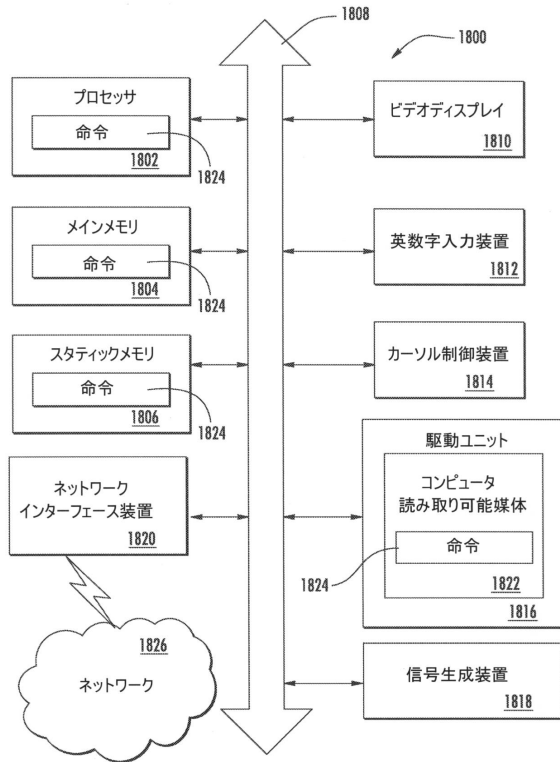 1808
1800
プロセッサ
命令
1802
1824
メインメモリ
命令
1804
1824
スタティックメモリ
命令
1806
1824
ネットワーク
インターフェース装置
1820
1826
ネットワーク
ビデオディスプレイ
1810
英数字入力装置
1812
カーソル制御装置
1814
駆動ユニット
コンピュータ
読み取り可能媒体
命令
1824
1822
1816
信号生成装置
1818